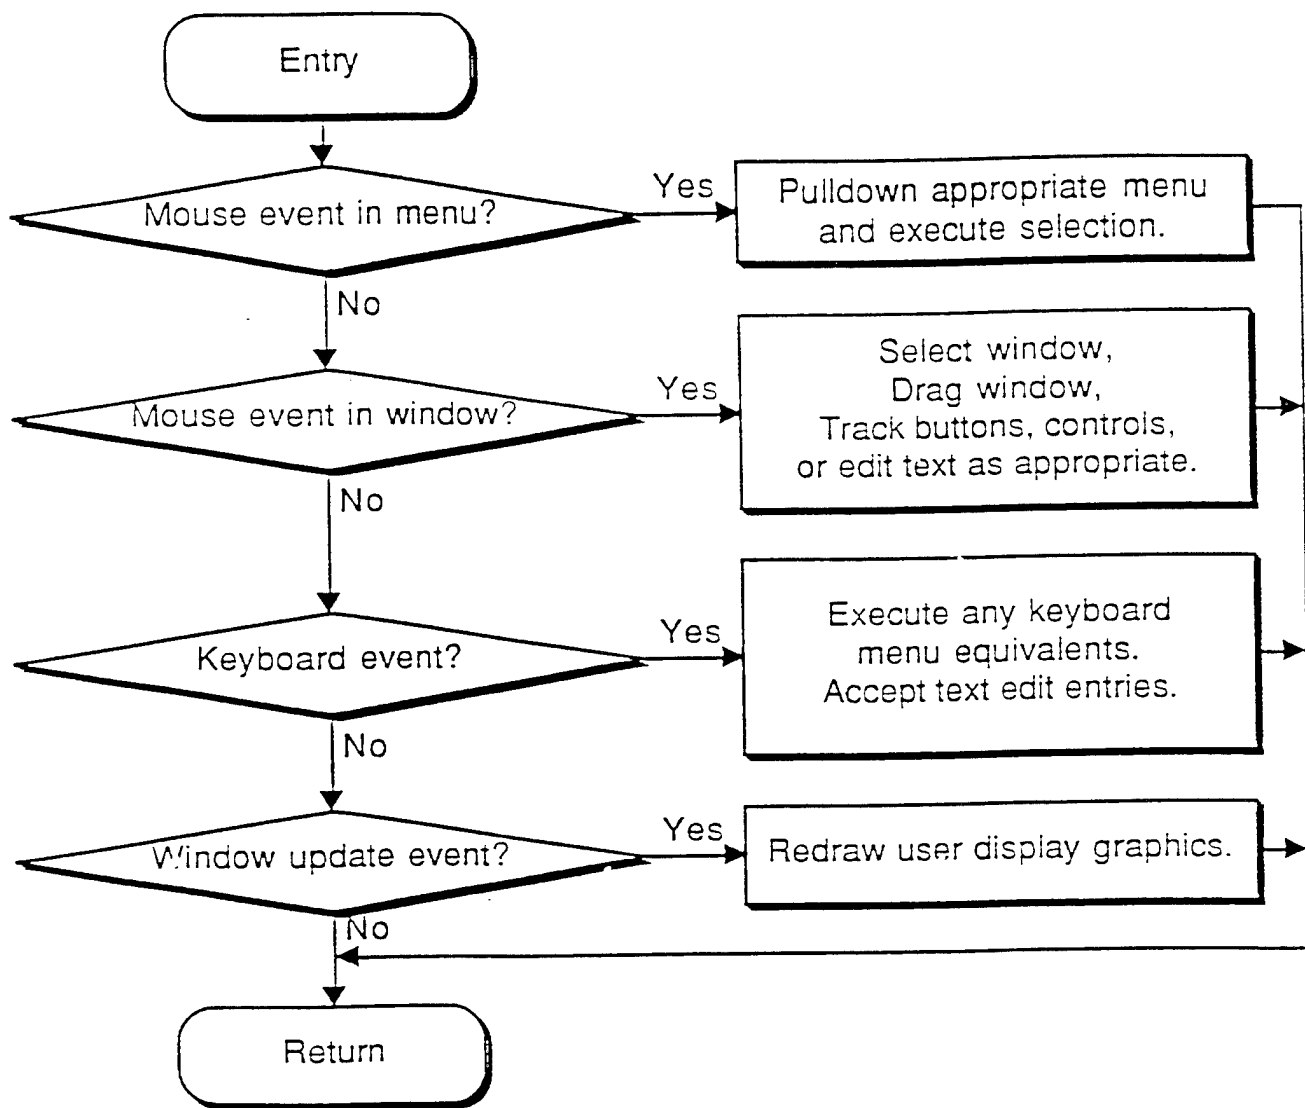 Entry
Mouse event in menu?
Yes
Pulldown appropriate menu
and execute selection.
No
Mouse event in window?
Yes
Select window,
Drag window,
Track buttons, controls,
or edit text as appropriate.
No
Keyboard event?
Yes
Execute any keyboard
menu equivalents.
Accept text edit entries.
No
Window update event?
Yes
Redraw user display graphics.
No
Return